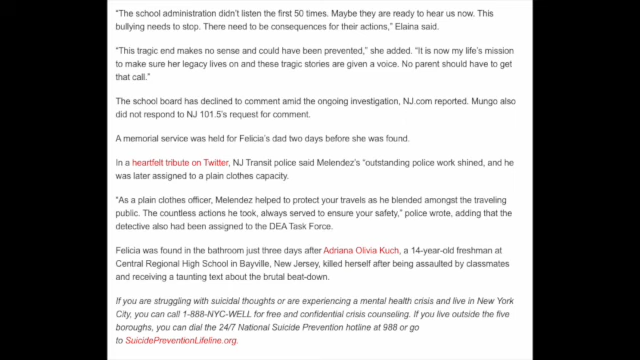 “The school administration didn’t listen the first 50 times. Maybe they are ready to hear us now. This
bullying needs to stop. There need to be consequences for their actions,” Elaina said.
“This tragic end makes no sense and could have been prevented,” she added. “It is now my life’s mission
to make sure her legacy lives on and these tragic stories are given a voice. No parent should have to get
that call.”
The school board has declined to comment amid the ongoing investigation, NJ.com reported. Mungo also
did not respond to NJ 101.5’s request for comment.
A memorial service was held for Felicia’s dad two days before she was found.
In a heartfelt tribute on Twitter, NJ Transit police said Melendez’s “outstanding police work shined, and he
was later assigned to a plain clothes capacity.
“As a plain clothes officer, Melendez helped to protect your travels as he blended amongst the traveling
public. The countless actions he took, always served to ensure your safety,” police wrote, adding that the
detective also had been assigned to the DEA Task Force.
Felicia was found in the bathroom just three days after Adriana Olivia Kuch, a 14-year-old freshman at
Central Regional High School in Bayville, New Jersey, killed herself after being assaulted by classmates
and receiving a taunting text about the brutal beat-down.
If you are struggling with suicidal thoughts or are experiencing a mental health crisis and live in New York
City, you can call 1-888-NYC-WELL for free and confidential crisis counseling. If you live outside the five
boroughs, you can dial the 24/7 National Suicide Prevention hotline at 988 or go
to SuicidePreventionLifeline.org.